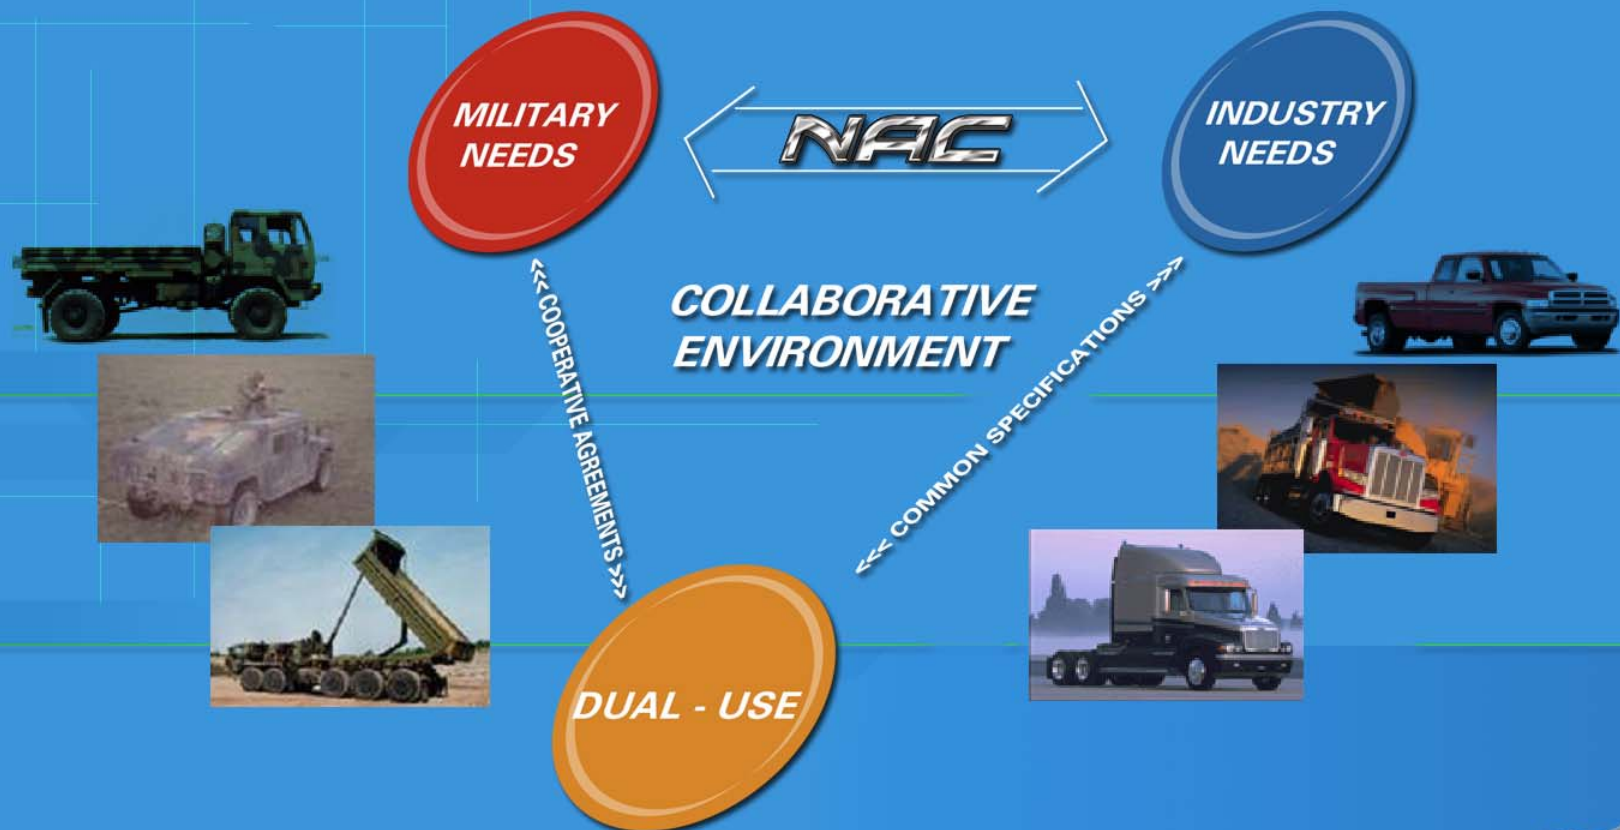 MILITARY
NEEDS
NAC
INDUSTRY
NEEDS
<<< COOPERATIVE AGREEMENTS >>>
COLLABORATIVE
ENVIRONMENT
<<< COMMON SPECIFICATIONS >>>
DUAL - USE